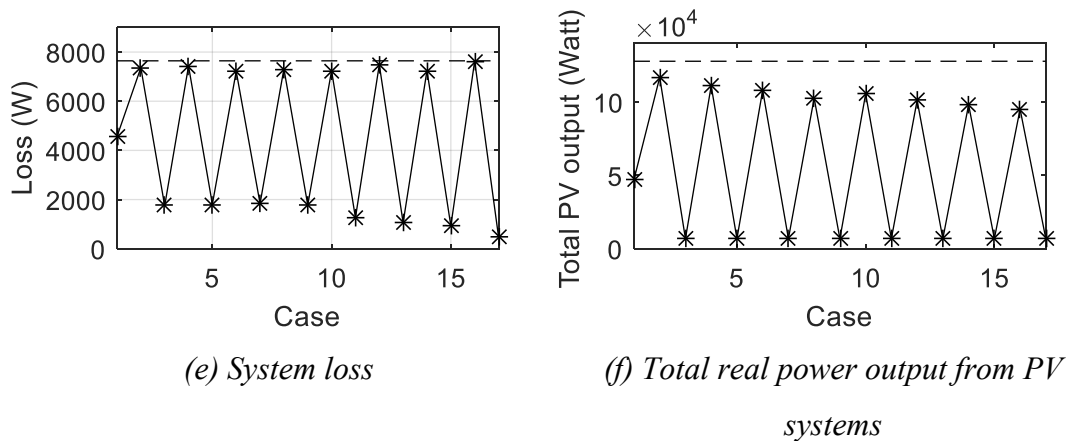 8000
6000
4000
2000
0
Loss (W)
5
10
15
Case
(e) System loss
× 10^4
10
5
0
Total PV output (Watt)
5
10
15
Case
(f) Total real power output from PV
systems